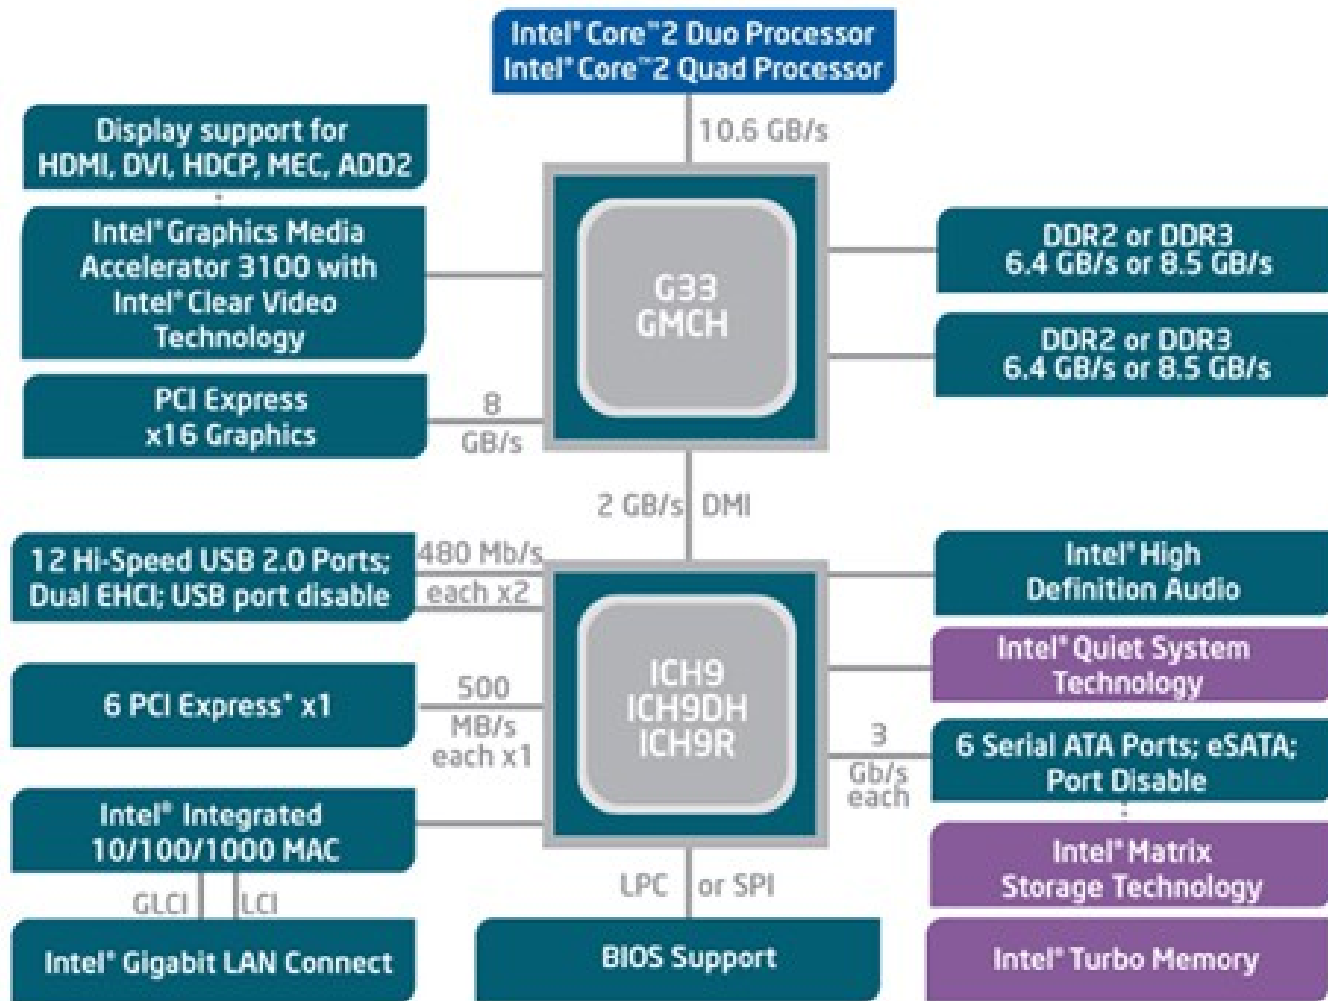 Intel® Core™2 Duo Processor
Intel® Core™2 Quad Processor
10.6 GB/s
Display support for
HDMI, DVI, HDCP, MEC, ADD2
Intel® Graphics Media
Accelerator 3100 with
Intel® Clear Video
Technology
PCI Express
x16 Graphics
8
GB/s
G33
GMCH
DDR2 or DDR3
6.4 GB/s or 8.5 GB/s
DDR2 or DDR3
6.4 GB/s or 8.5 GB/s
2 GB/s DMI
12 Hi-Speed USB 2.0 Ports;
Dual EHCI; USB port disable
480 Mb/s
each x2
6 PCI Express* x1
500
MB/s
each x1
Intel® Integrated
10/100/1000 MAC
GLCI LCI
Intel® Gigabit LAN Connect
ICH9
ICH9DH
ICH9R
Intel® High
Definition Audio
Intel® Quiet System
Technology
3
Gb/s
each
6 Serial ATA Ports; eSATA;
Port Disable
Intel® Matrix
Storage Technology
Intel® Turbo Memory
LPC or SPI
BIOS Support